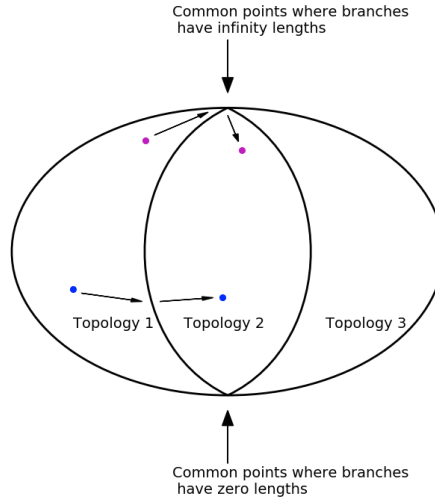 Common points where branches
have infinity lengths
Topology 1
Topology 2
Topology 3
Common points where branches
have zero lengths